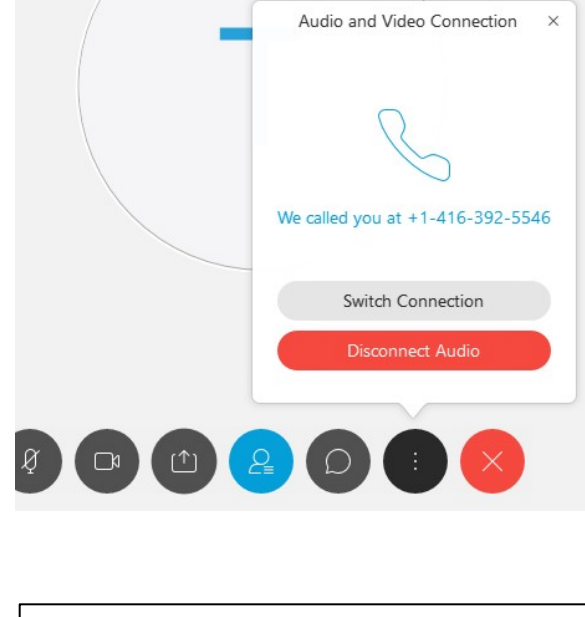 Audio and Video Connection
We called you at +1-416-392-5546
Switch Connection
Disconnect Audio